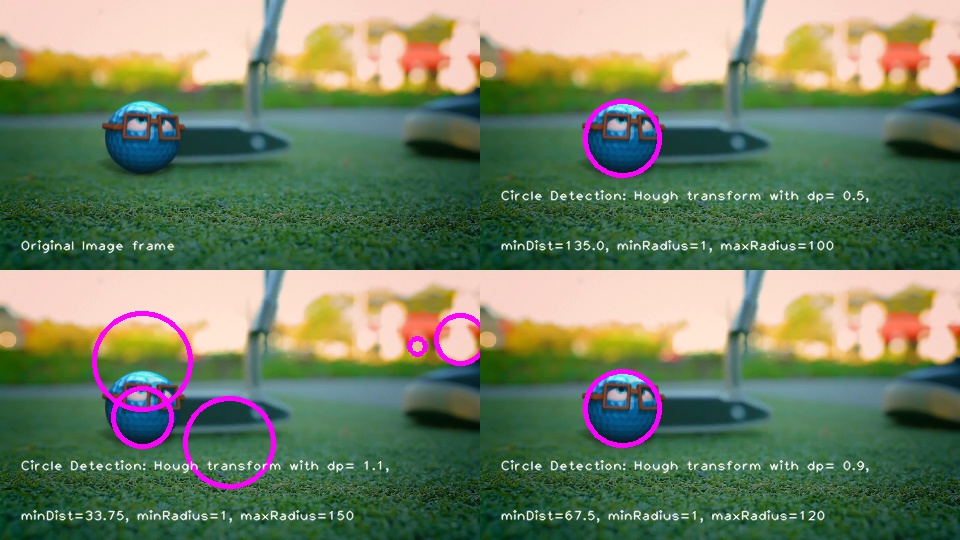 Original Image frame
Circle Detection: Hough transform with dp= 0.5,
minDist=135.0, minRadius=1, maxRadius=100
Circle Detection: Hough transform with dp= 1.1,
minDist=33.75, minRadius=1, maxRadius=150
Circle Detection: Hough transform with dp= 0.9,
minDist=67.5, minRadius=1, maxRadius=120